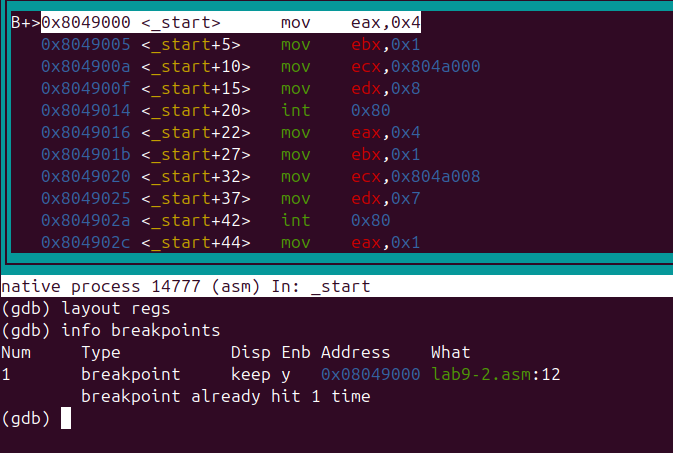 B+>0x8049000 <_start>      mov    eax,0x4
0x8049005 <_start+5>    mov    ebx,0x1
0x804900a <_start+10>   mov    ecx,0x804a000
0x804900f <_start+15>   mov    edx,0x8
0x8049014 <_start+20>   int    0x80
0x8049016 <_start+22>   mov    eax,0x4
0x804901b <_start+27>   mov    ebx,0x1
0x8049020 <_start+32>   mov    ecx,0x804a008
0x8049025 <_start+37>   mov    edx,0x7
0x804902a <_start+42>   int    0x80
0x804902c <_start+44>   mov    eax,0x1
native process 14777 (asm) In: _start
(gdb) layout regs
(gdb) info breakpoints
Num     Type           Disp Enb Address    What
1       breakpoint     keep y   0x08049000 lab9-2.asm:12
        breakpoint already hit 1 time
(gdb)